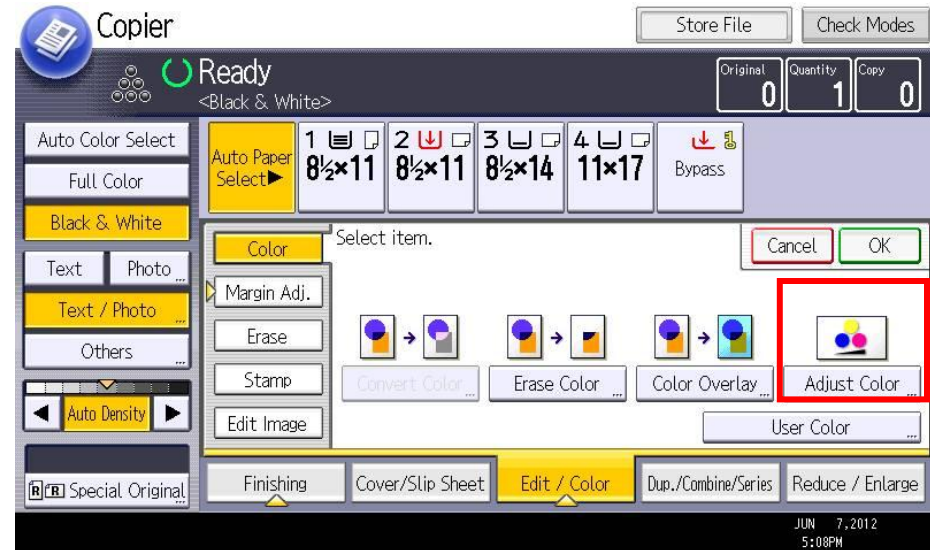 Copier
Store File
Check Modes
Ready
<Black & White>
Original
0
Quantity
1
Copy
0
Auto Color Select
Full Color
Black & White
Text
Photo
Text / Photo
Others
Auto Density
R R Special Original
Auto Paper
Select▶
1
8½×11
2
8½×11
3
8½×14
4
11×17
Bypass
Color
Margin Adj.
Erase
Stamp
Edit Image
Select item.
Cancel
OK
Convert Color
Erase Color
Color Overlay
Adjust Color
User Color
Finishing
Cover/Slip Sheet
Edit / Color
Dup./Combine/Series
Reduce / Enlarge
JUN 7,2012
5:08PM